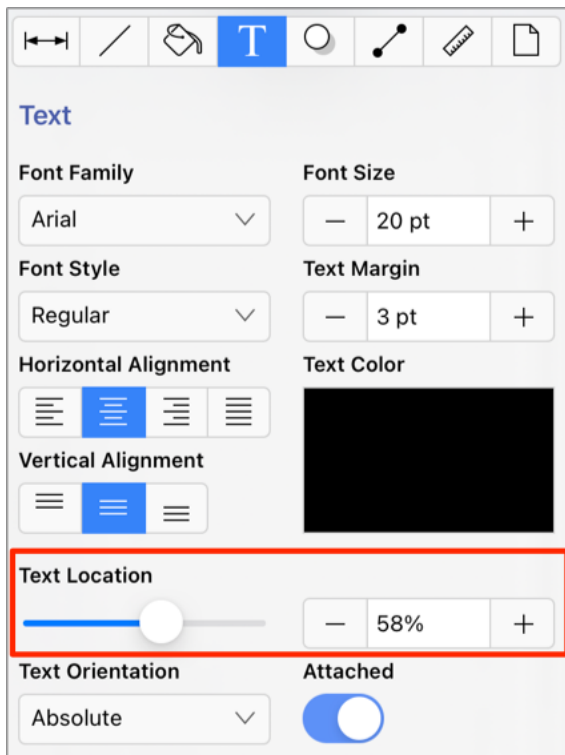 T
Text
Font Family
Font Size
Arial
20 pt
Font Style
Text Margin
Regular
3 pt
Horizontal Alignment
Text Color
Vertical Alignment
Text Location
58%
Text Orientation
Attached
Absolute